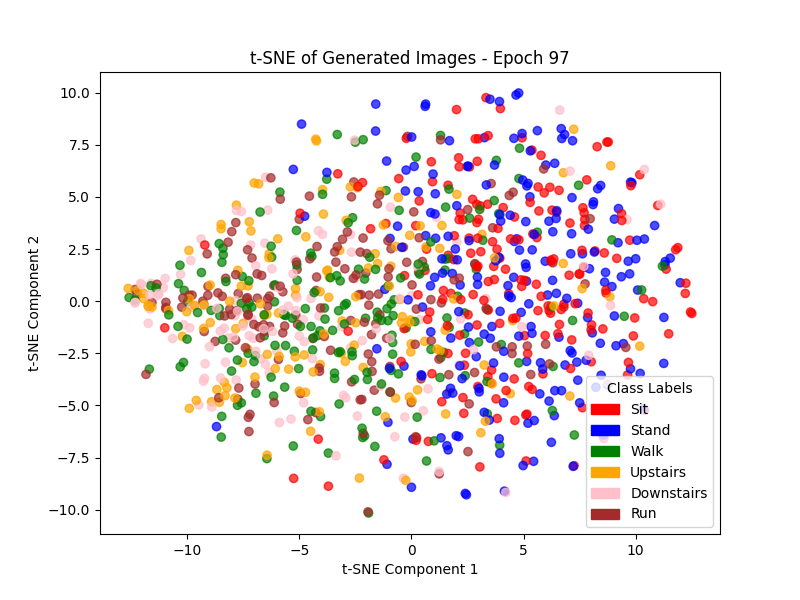 t-SNE of Generated Images - Epoch 97
t-SNE Component 2
10.0
7.5
5.0
2.5
0.0
−2.5
−5.0
−7.5
−10.0
−10
−5
0
5
10
t-SNE Component 1
Class Labels
Sit
Stand
Walk
Upstairs
Downstairs
Run